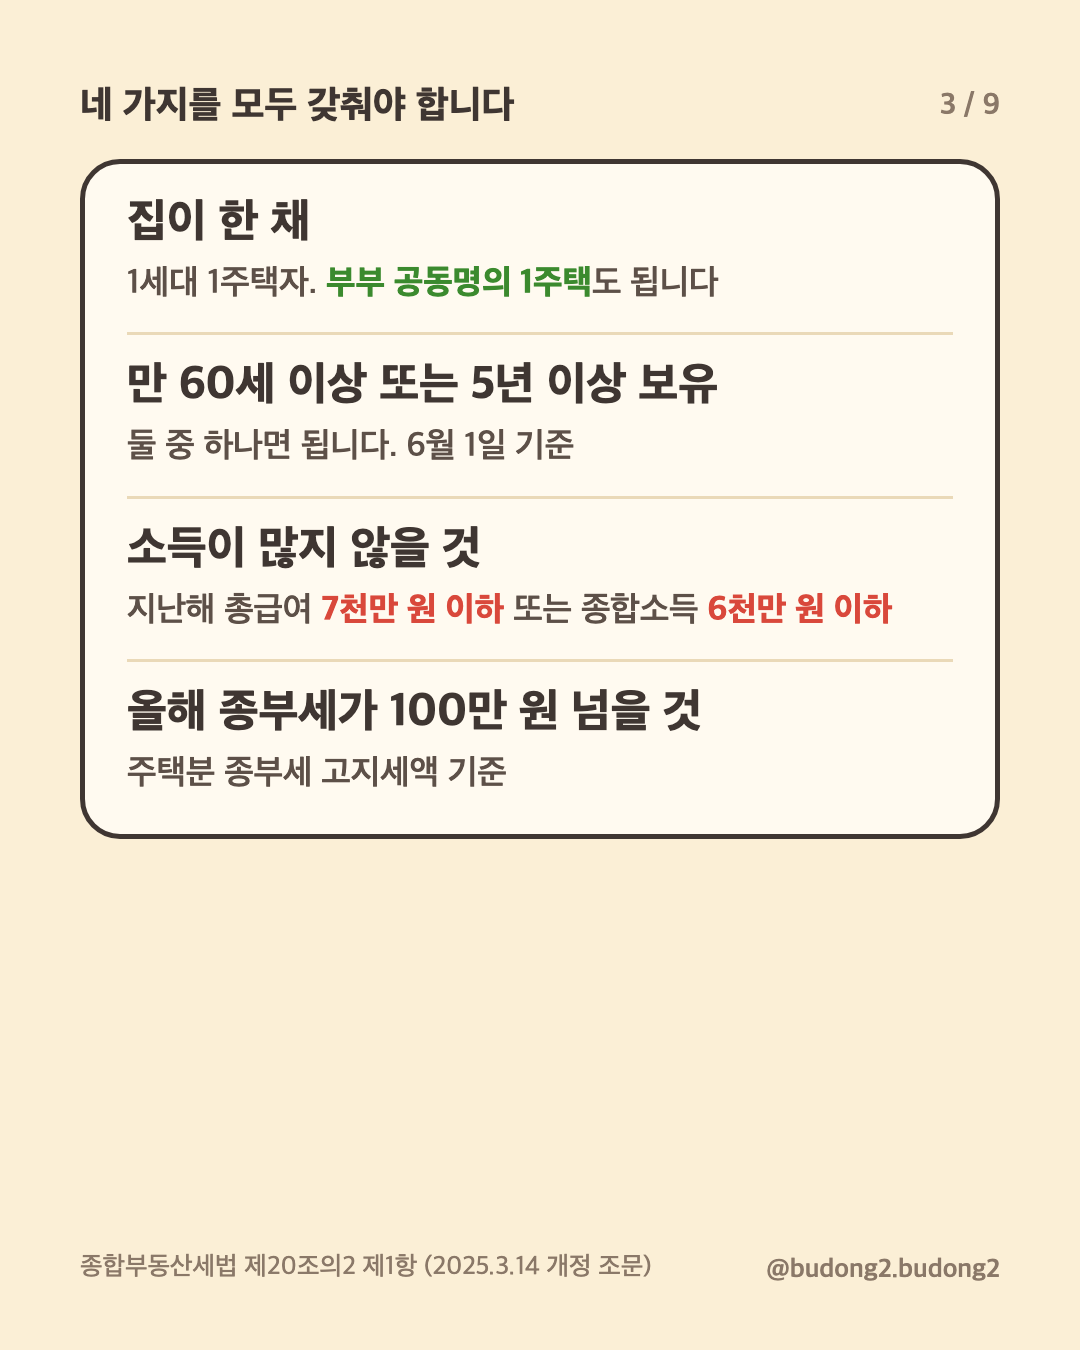 네 가지를 모두 갖춰야 합니다
3 / 9
집이 한 채
1세대 1주택자. 부부 공동명의 1주택도 됩니다
만 60세 이상 또는 5년 이상 보유
둘 중 하나면 됩니다. 6월 1일 기준
소득이 많지 않을 것
지난해 총급여 7천만 원 이하 또는 종합소득 6천만 원 이하
올해 종부세가 100만 원 넘을 것
주택분 종부세 고지세액 기준
종합부동산세법 제20조의2 제1항 (2025.3.14 개정 조문)
@budong2.budong2